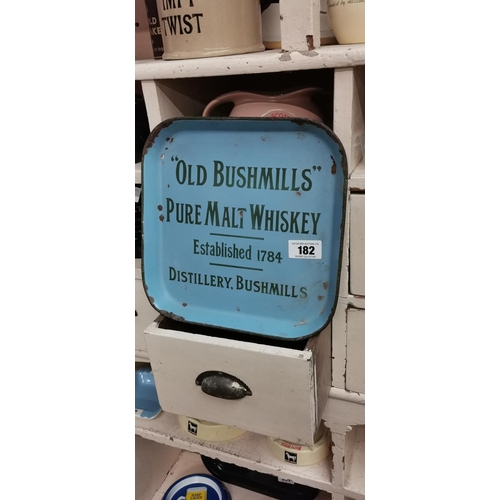 TWIST
"OLD BUSHMILLS"
PURE MALT WHISKEY
Established 1784
DISTILLERY, BUSHMILLS
182